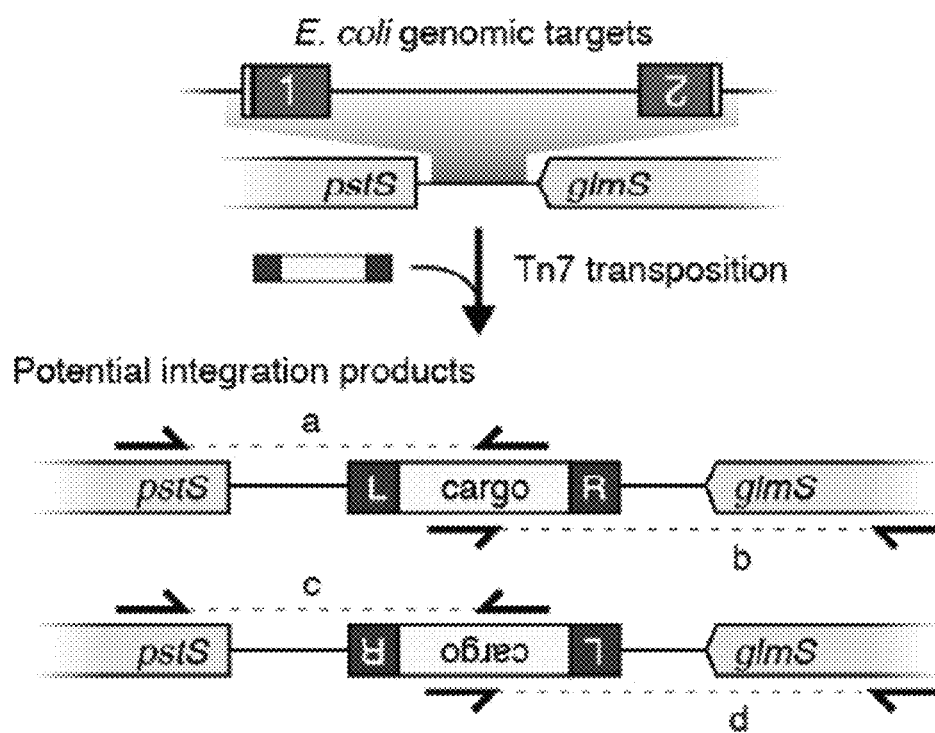 E. coli genomic targets
1 2
pstS glmS
Tn7 transposition
Potential integration products
a
pstS L cargo R glmS
b
c
pstS R cargo L glmS
d